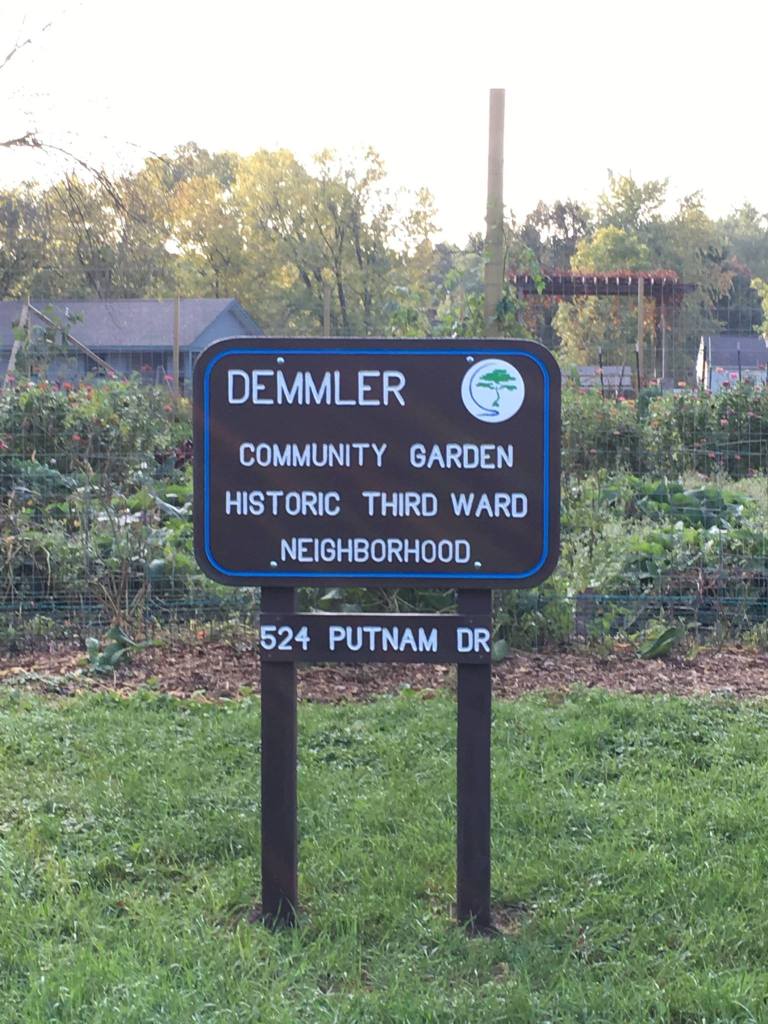 DEMMLER
COMMUNITY GARDEN
HISTORIC THIRD WARD
NEIGHBORHOOD
524 PUTNAM DR